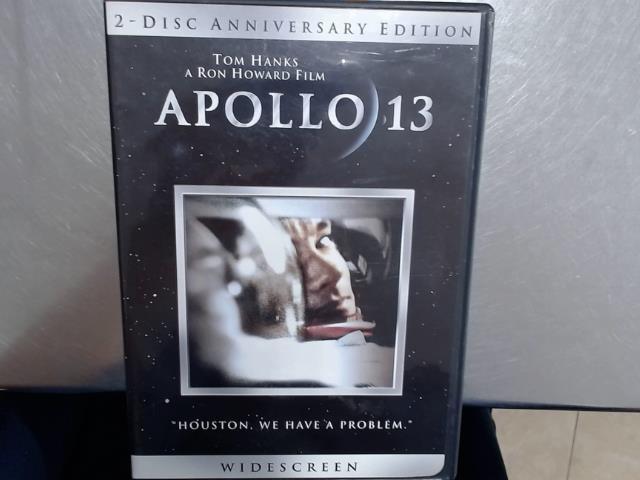 2-DISC ANNIVERSARY EDITION
TOM HANKS
A RON HOWARD FILM
APOLLO 13
"HOUSTON, WE HAVE A PROBLEM."
WIDESCREEN